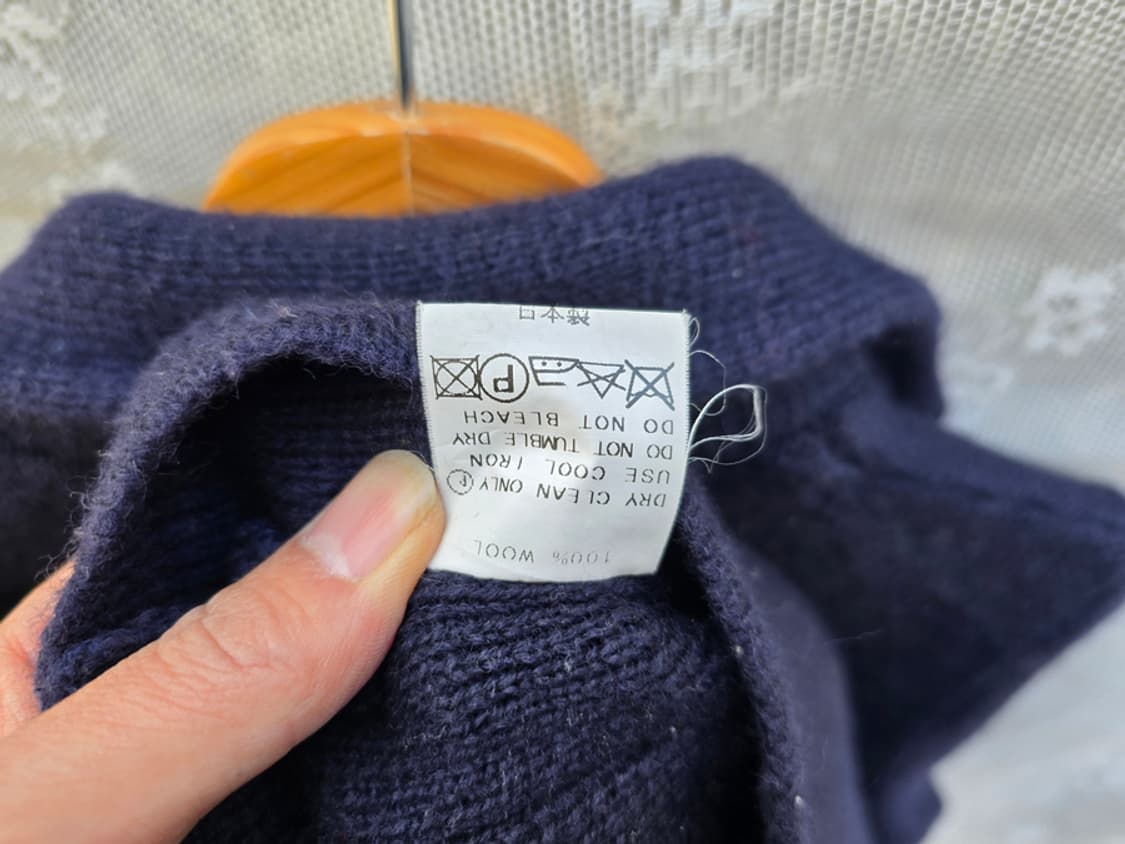 100% WOOL
DRY CLEAN ONLY Ⓟ
USE COOL IRON
DO NOT TUMBLE DRY
DO NOT BLEACH
P
日本製